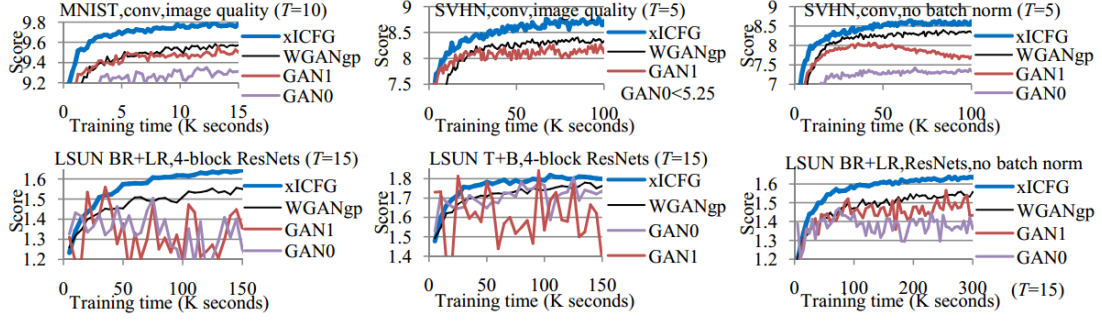 MNIST,conv,image quality (T=10)
Score
9.8
9.6
9.4
9.2
0
5
10
15
Training time (K seconds)
xICFG
WGANgp
GAN1
GAN0
SVHN,conv,image quality (T=5)
Score
9
8.5
8
7.5
0
50
100
Training time (K seconds)
xICFG
WGANgp
GAN1
GAN0<5.25
SVHN,conv,no batch norm (T=5)
Score
9
8.5
8
7.5
7
0
50
100
Training time (K seconds)
xICFG
WGANgp
GAN1
GAN0
LSUN BR+LR,4-block ResNets (T=15)
Score
1.6
1.5
1.4
1.3
1.2
0
50
100
150
Training time (K seconds)
xICFG
WGANgp
GAN1
GAN0
LSUN T+B,4-block ResNets (T=15)
Score
1.8
1.7
1.6
1.5
1.4
0
50
100
150
Training time (K seconds)
xICFG
WGANgp
GAN0
GAN1
LSUN BR+LR,ResNets,no batch norm
Score
1.6
1.5
1.4
1.3
1.2
0
100
200
300
Training time (K seconds)
xICFG
WGANgp
GAN1
GAN0
(T=15)